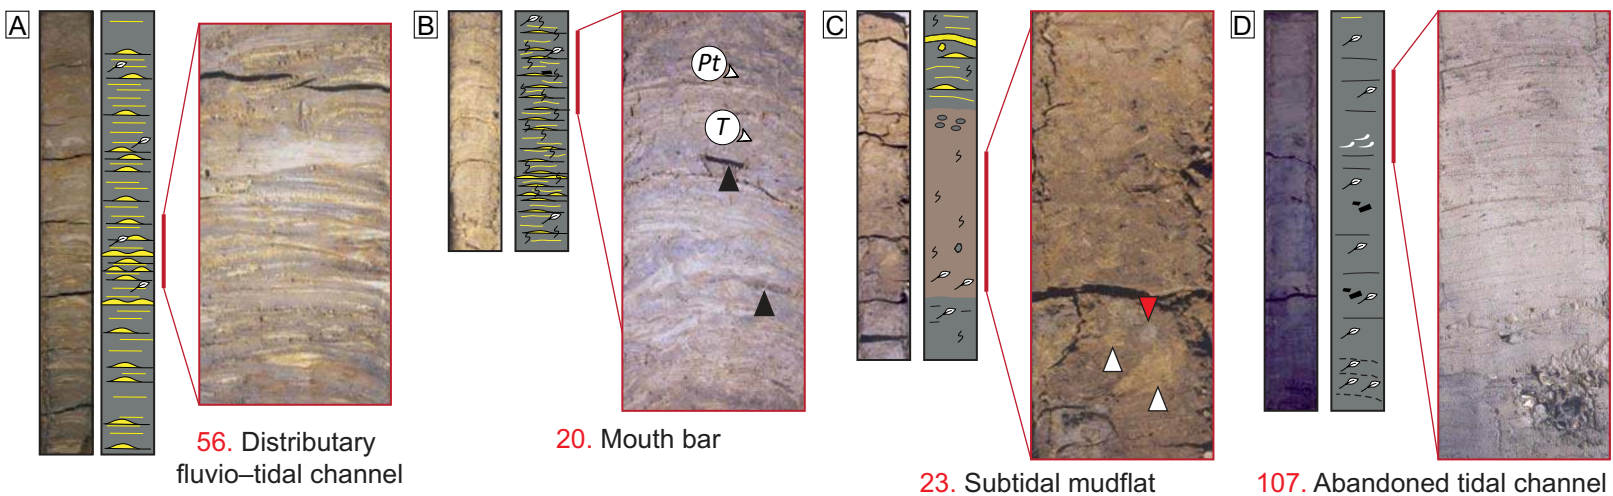 A
B
C
D
Pt
T
56. Distributary
fluvio–tidal channel
20. Mouth bar
23. Subtidal mudflat
107. Abandoned tidal channel